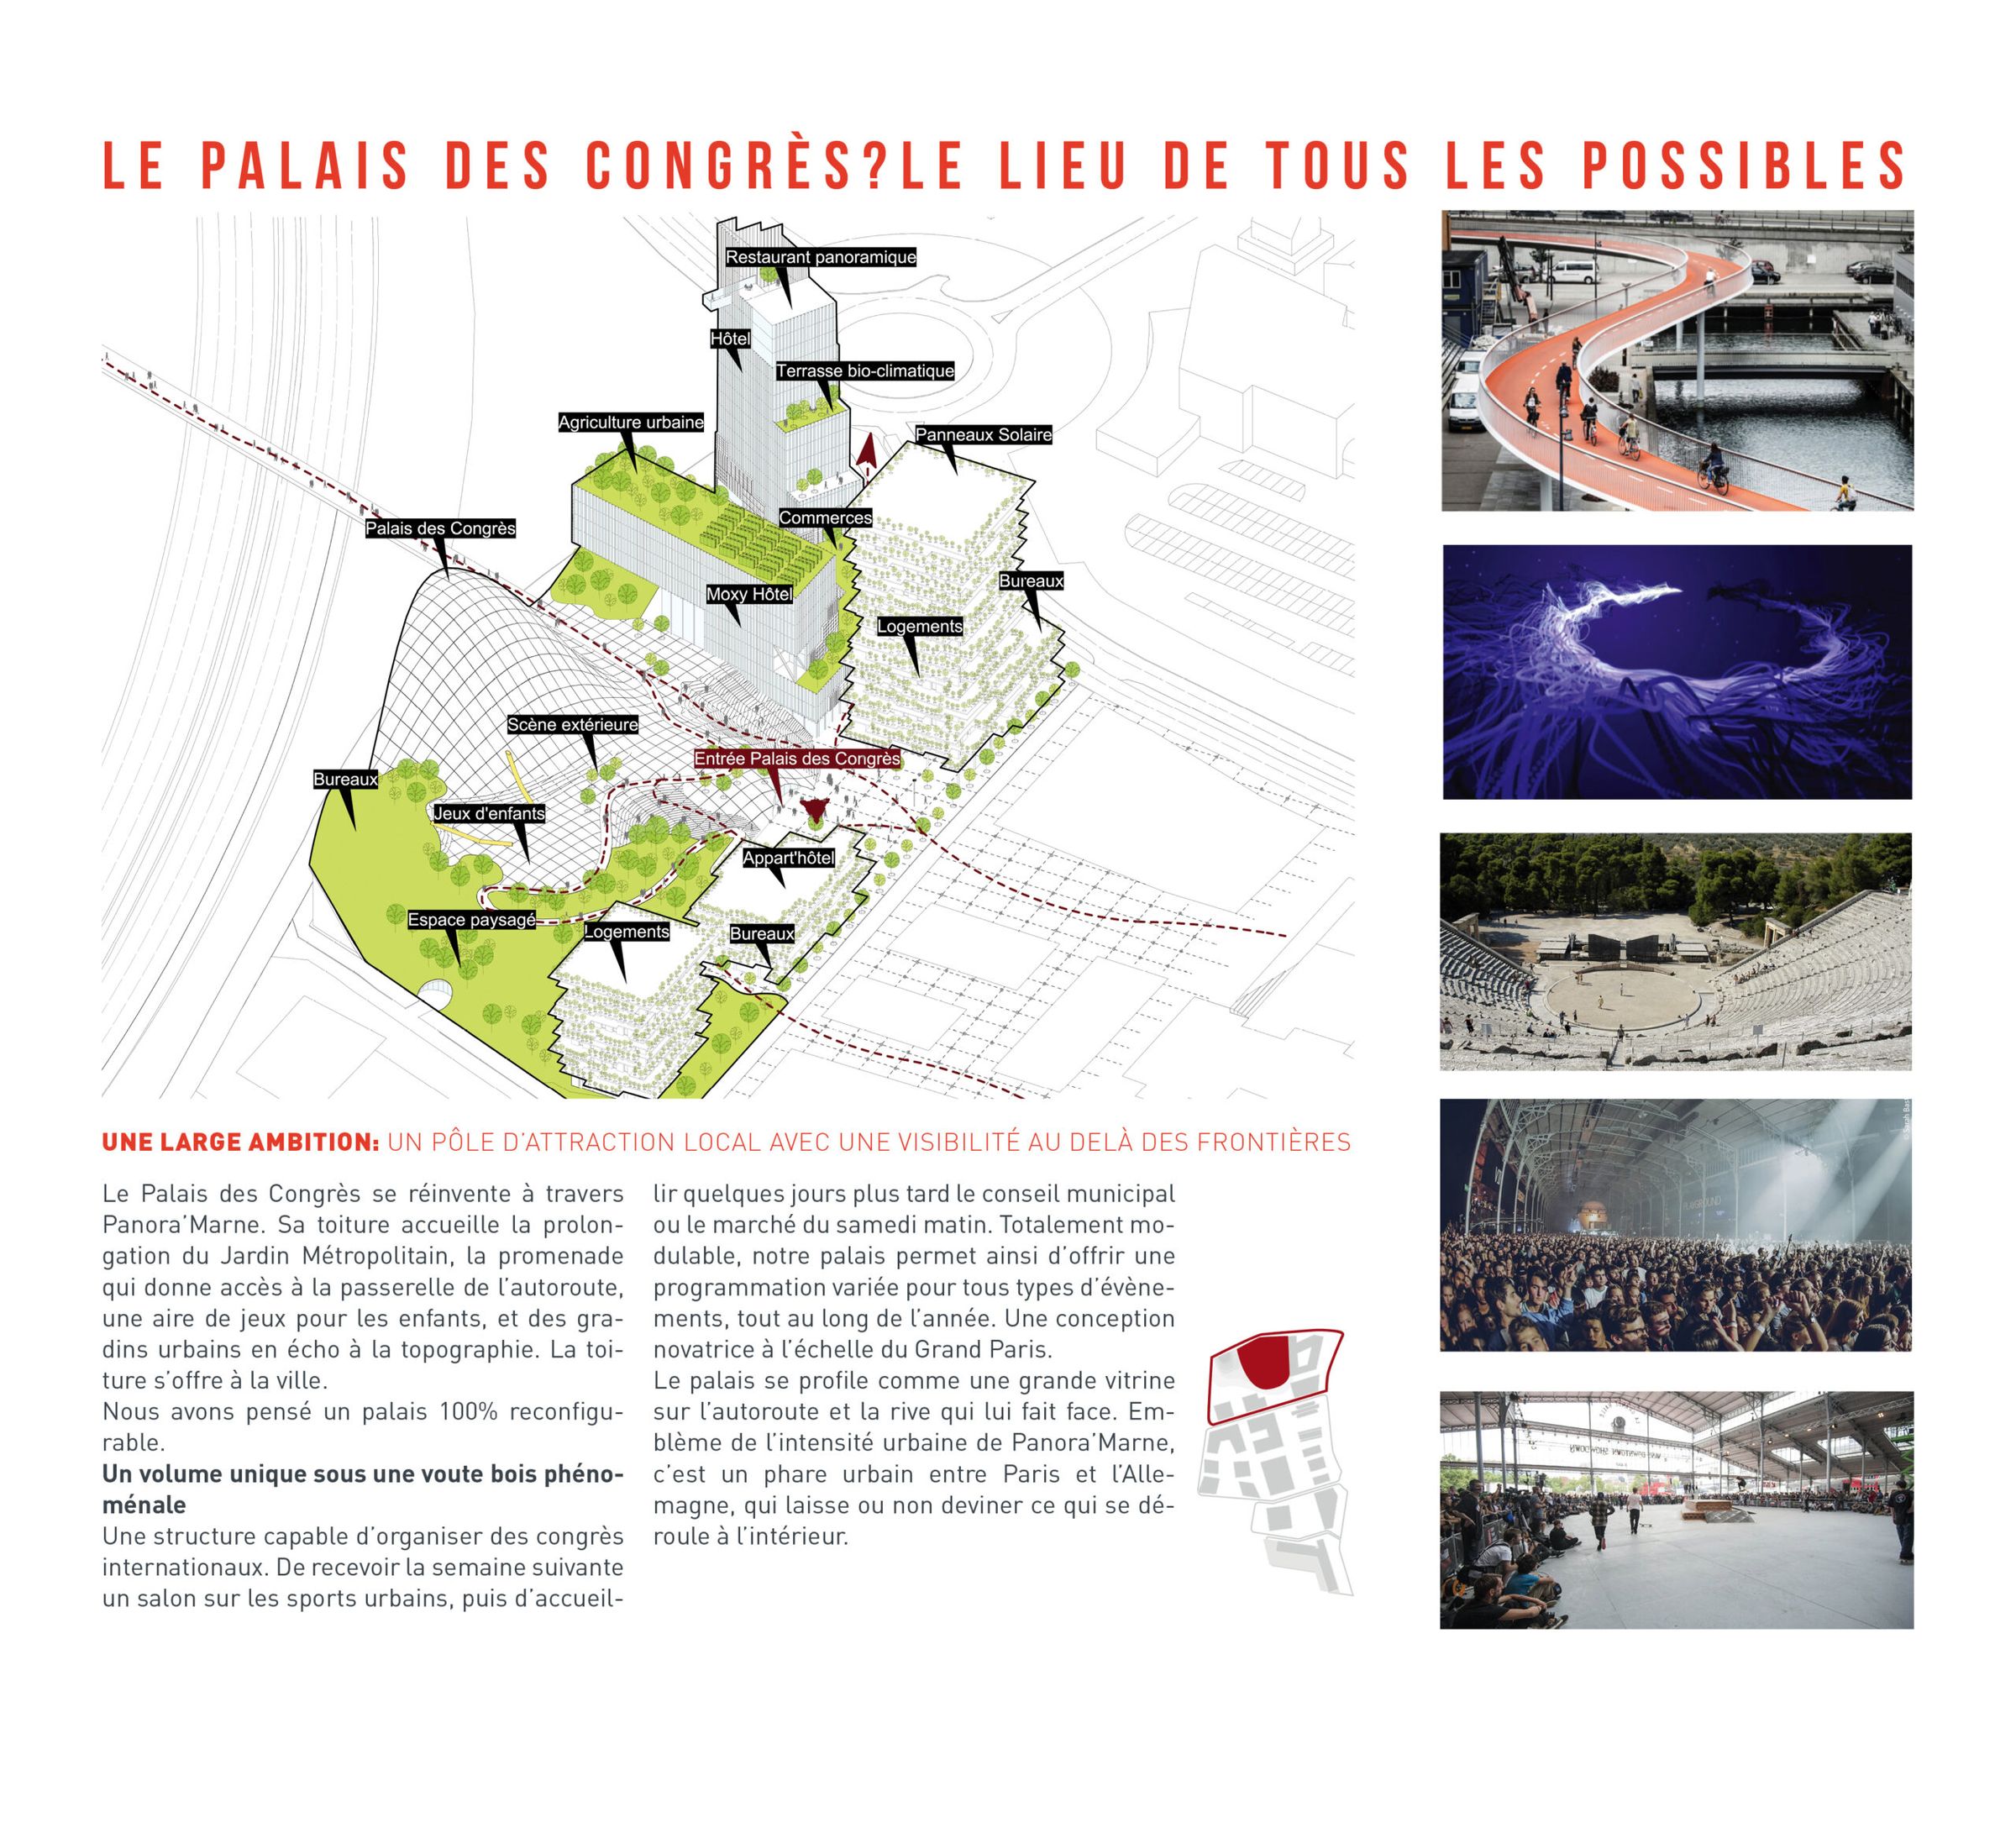 LE PALAIS DES CONGRÈS?LE LIEU DE TOUS LES POSSIBLES
Restaurant panoramique
Hôtel
Terrasse bio-climatique
Agriculture urbaine
Panneaux Solaire
Commerces
Palais des Congrès
Bureaux
Moxy Hôtel
Logements
Scène extérieure
Entrée Palais des Congrès
Bureaux
Jeux d'enfants
Appart'hôtel
Espace paysagé
Logements
Bureaux
UNE LARGE AMBITION: UN PÔLE D'ATTRACTION LOCAL AVEC UNE VISIBILITÉ AU DELÀ DES FRONTIÈRES
Le Palais des Congrès se réinvente à travers
Panora'Marne. Sa toiture accueille la prolon-
gation du Jardin Métropolitain, la promenade
qui donne accès à la passerelle de l'autoroute,
une aire de jeux pour les enfants, et des gra-
dins urbains en écho à la topographie. La toi-
ture s'offre à la ville.
Nous avons pensé un palais 100% reconfigu-
rable.
Un volume unique sous une voute bois phéno-
ménale
Une structure capable d'organiser des congrès
internationaux. De recevoir la semaine suivante
un salon sur les sports urbains, puis d'accueil-
lir quelques jours plus tard le conseil municipal
ou le marché du samedi matin. Totalement mo-
dulable, notre palais permet ainsi d'offrir une
programmation variée pour tous types d'évène-
ments, tout au long de l'année. Une conception
novatrice à l'échelle du Grand Paris.
Le palais se profile comme une grande vitrine
sur l'autoroute et la rive qui lui fait face. Em-
blème de l'intensité urbaine de Panora'Marne,
c'est un phare urbain entre Paris et l'Alle-
magne, qui laisse ou non deviner ce qui se dé-
roule à l'intérieur.